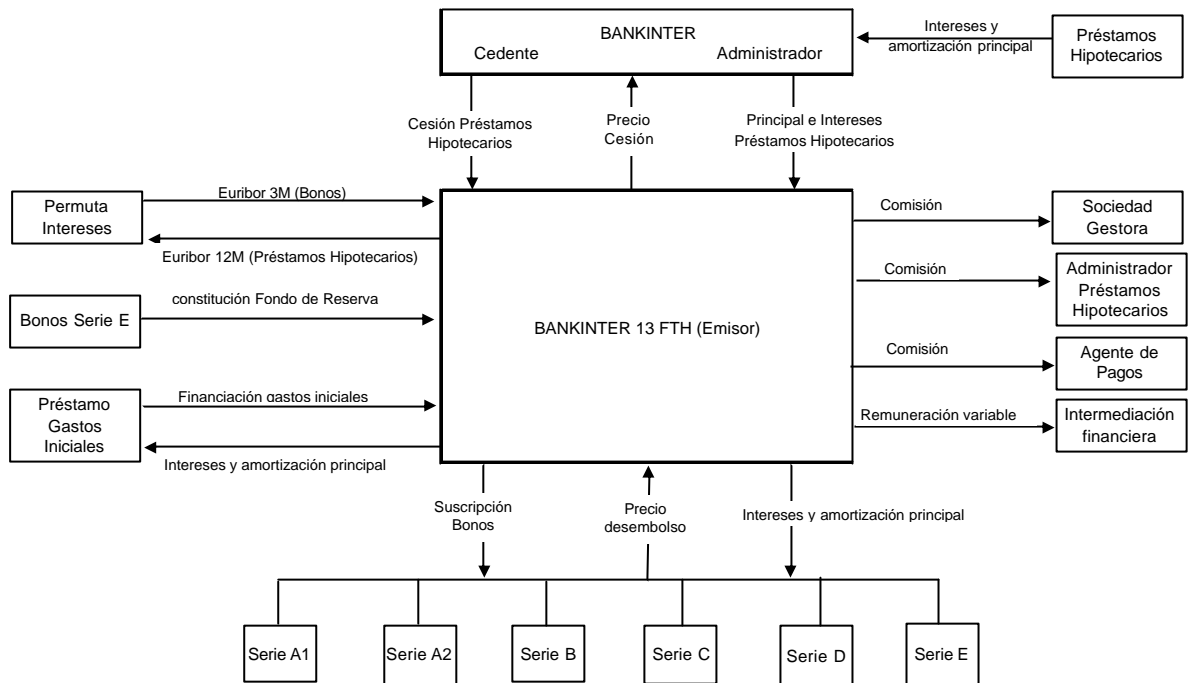 BANKINTER
Cedente
Administrador
Intereses y
amortización principal
Préstamos
Hipotecarios
Cesión Préstamos
Hipotecarios
Precio
Cesión
Principal e Intereses
Préstamos Hipotecarios
Permuta
Intereses
Euribor 3M (Bonos)
Euribor 12M (Préstamos Hipotecarios)
Bonos Serie E
constitución Fondo de Reserva
Préstamo
Gastos
Iniciales
Financiación gastos iniciales
Intereses y amortización principal
BANKINTER 13 FTH (Emisor)
Comisión
Sociedad
Gestora
Comisión
Administrador
Préstamos
Hipotecarios
Comisión
Agente de
Pagos
Remuneración variable
Intermediación
financiera
Suscripción
Bonos
Precio
desembolso
Intereses y amortización principal
Serie A1
Serie A2
Serie B
Serie C
Serie D
Serie E